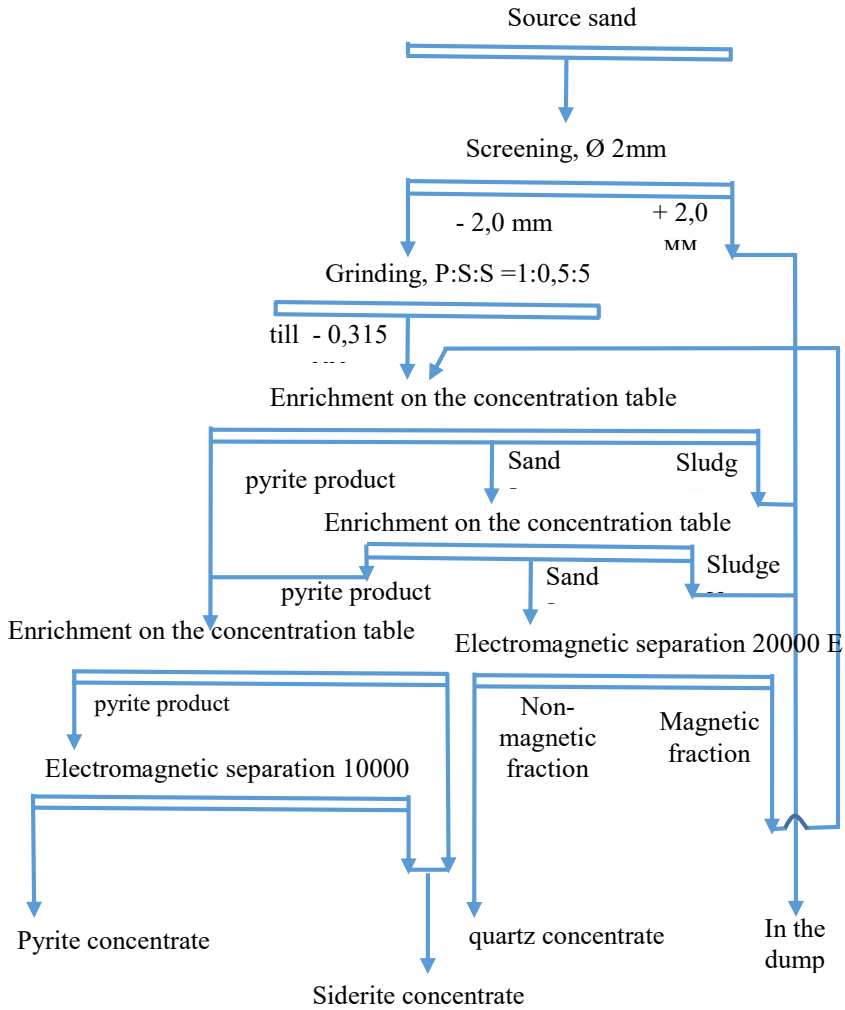 Source sand
Screening, Ø 2mm
- 2,0 mm
+ 2,0
мм
Grinding, P:S:S =1:0,5:5
till - 0,315
Enrichment on the concentration table
pyrite product
Sand
Sludg
Enrichment on the concentration table
pyrite product
Sand
Sludge
Enrichment on the concentration table
Electromagnetic separation 20000 E
pyrite product
Non-
magnetic
fraction
Magnetic
fraction
Electromagnetic separation 10000
Pyrite concentrate
quartz concentrate
In the
dump
Siderite concentrate